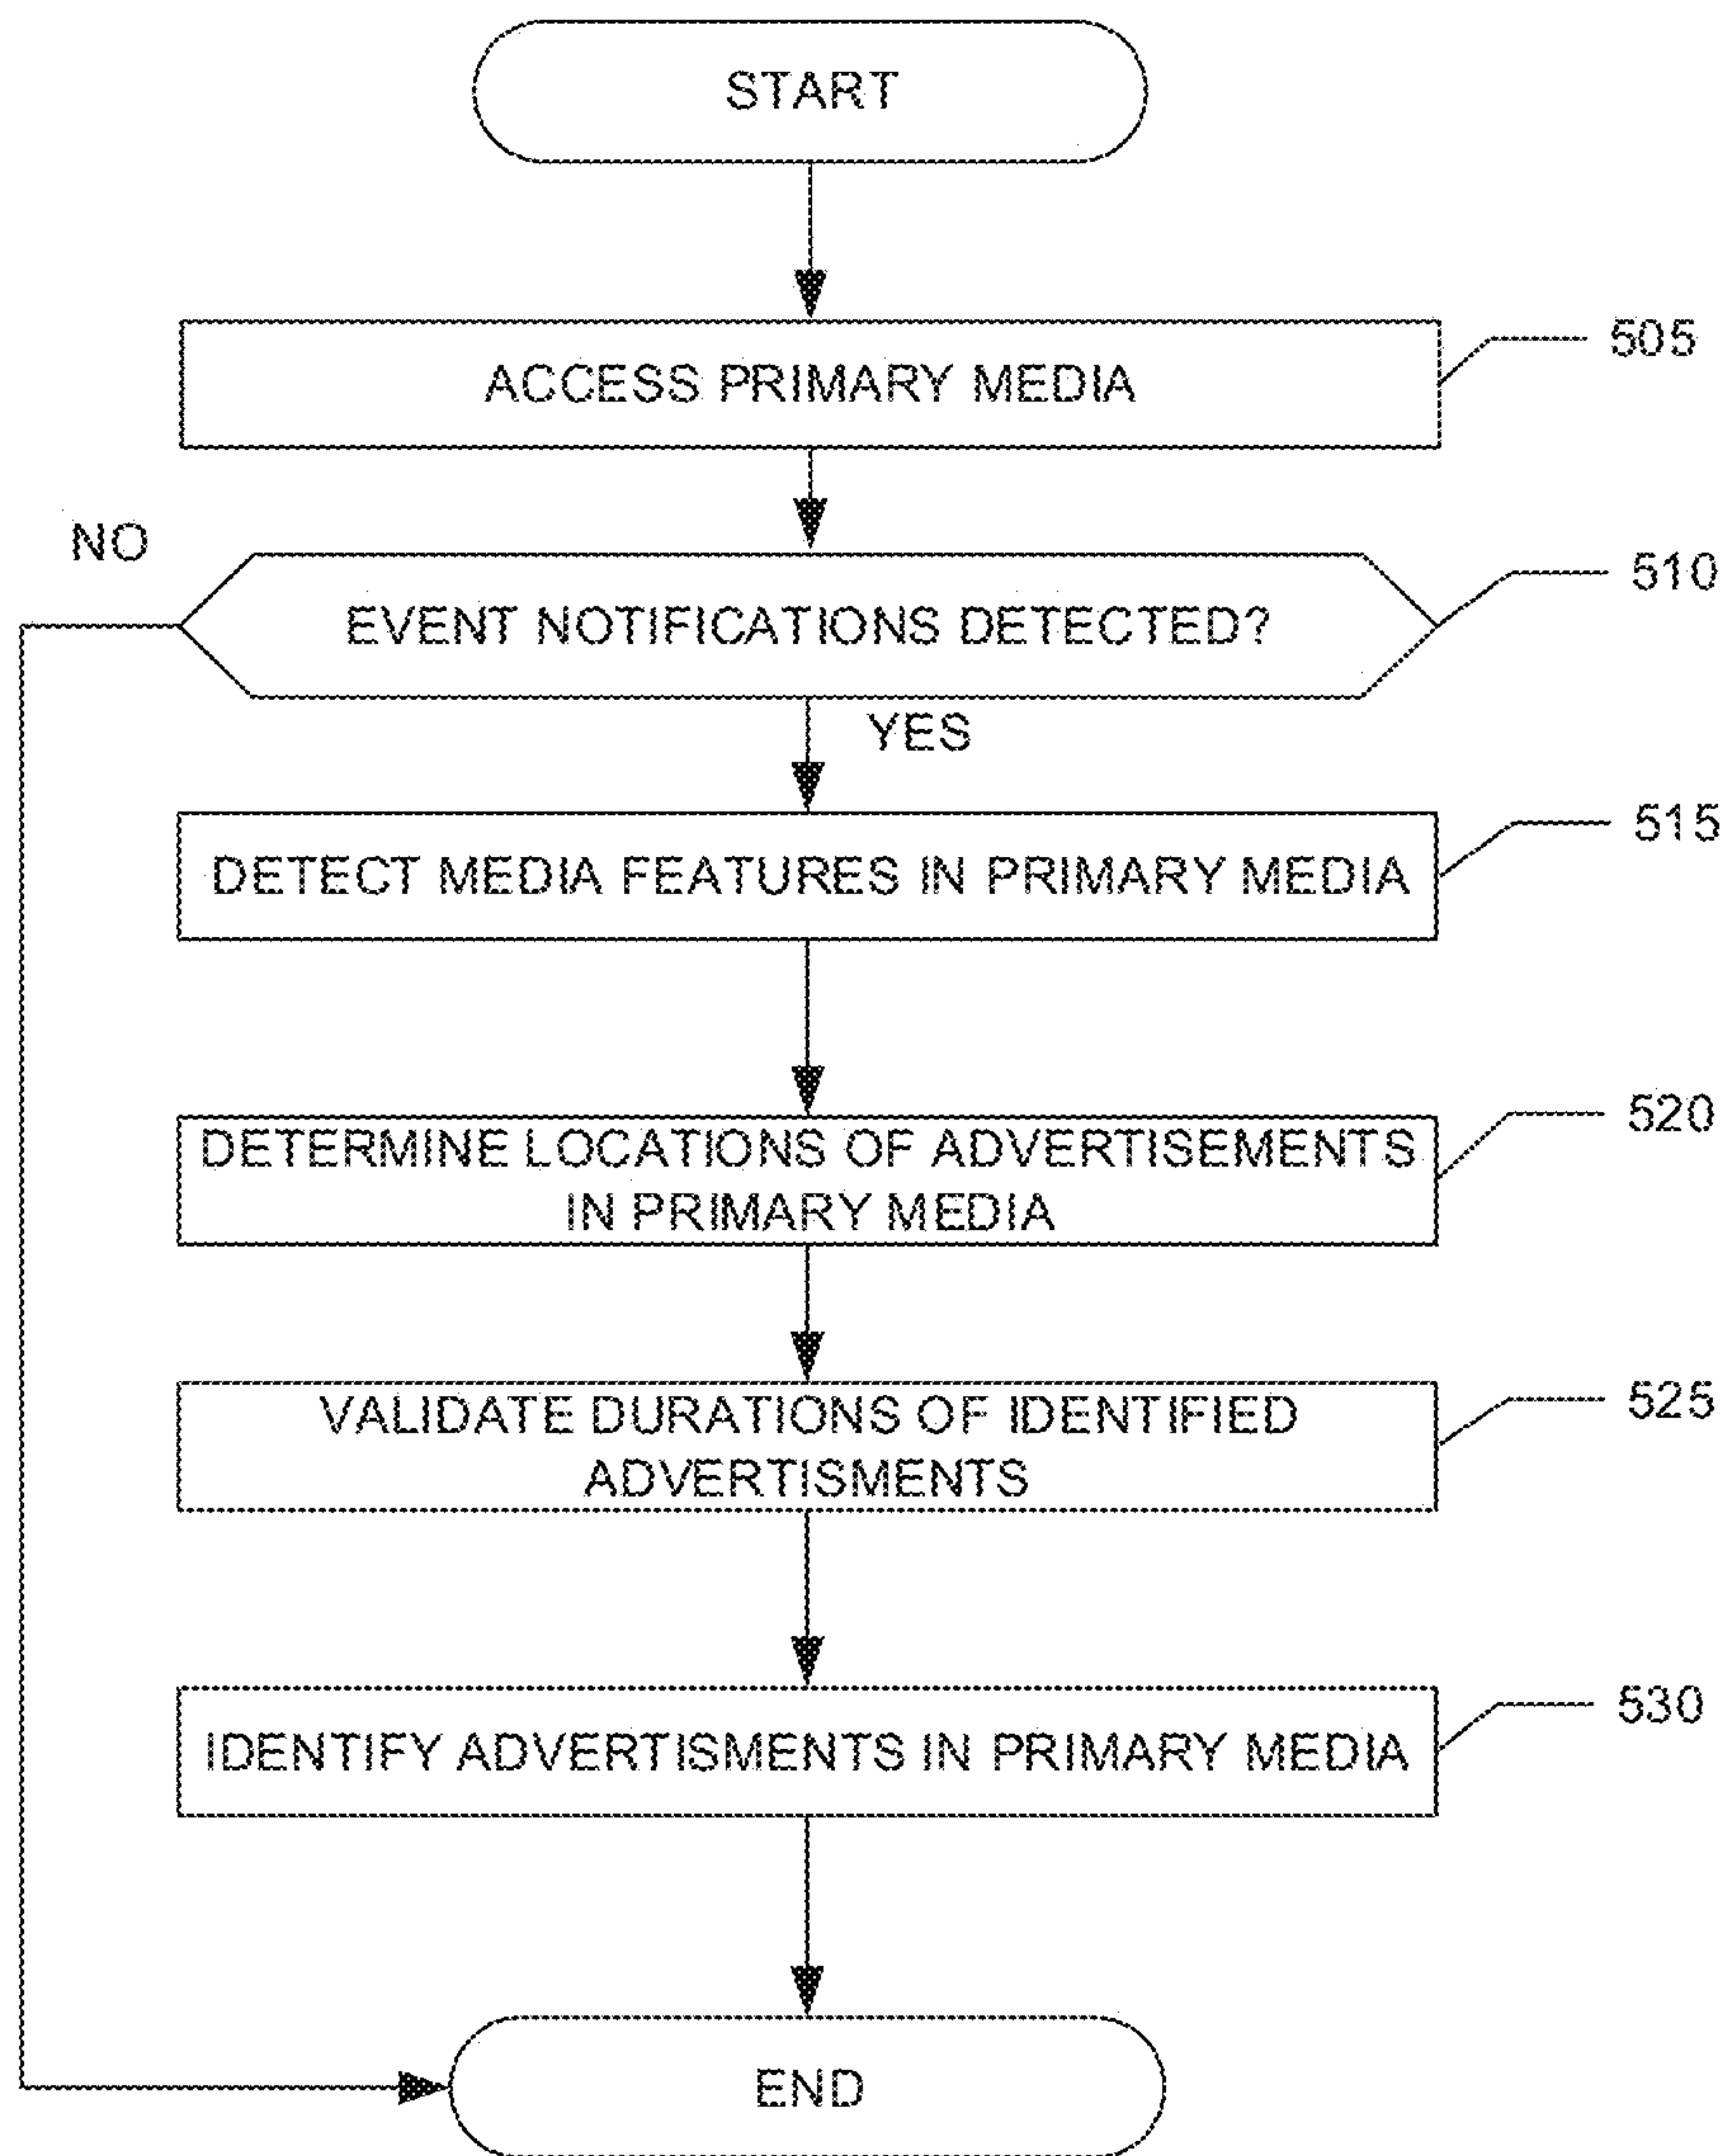 START
ACCESS PRIMARY MEDIA
505
NO
EVENT NOTIFICATIONS DETECTED?
510
YES
DETECT MEDIA FEATURES IN PRIMARY MEDIA
515
DETERMINE LOCATIONS OF ADVERTISEMENTS
IN PRIMARY MEDIA
520
VALIDATE DURATIONS OF IDENTIFIED
ADVERTISMENTS
525
IDENTIFY ADVERTISMENTS IN PRIMARY MEDIA
530
END